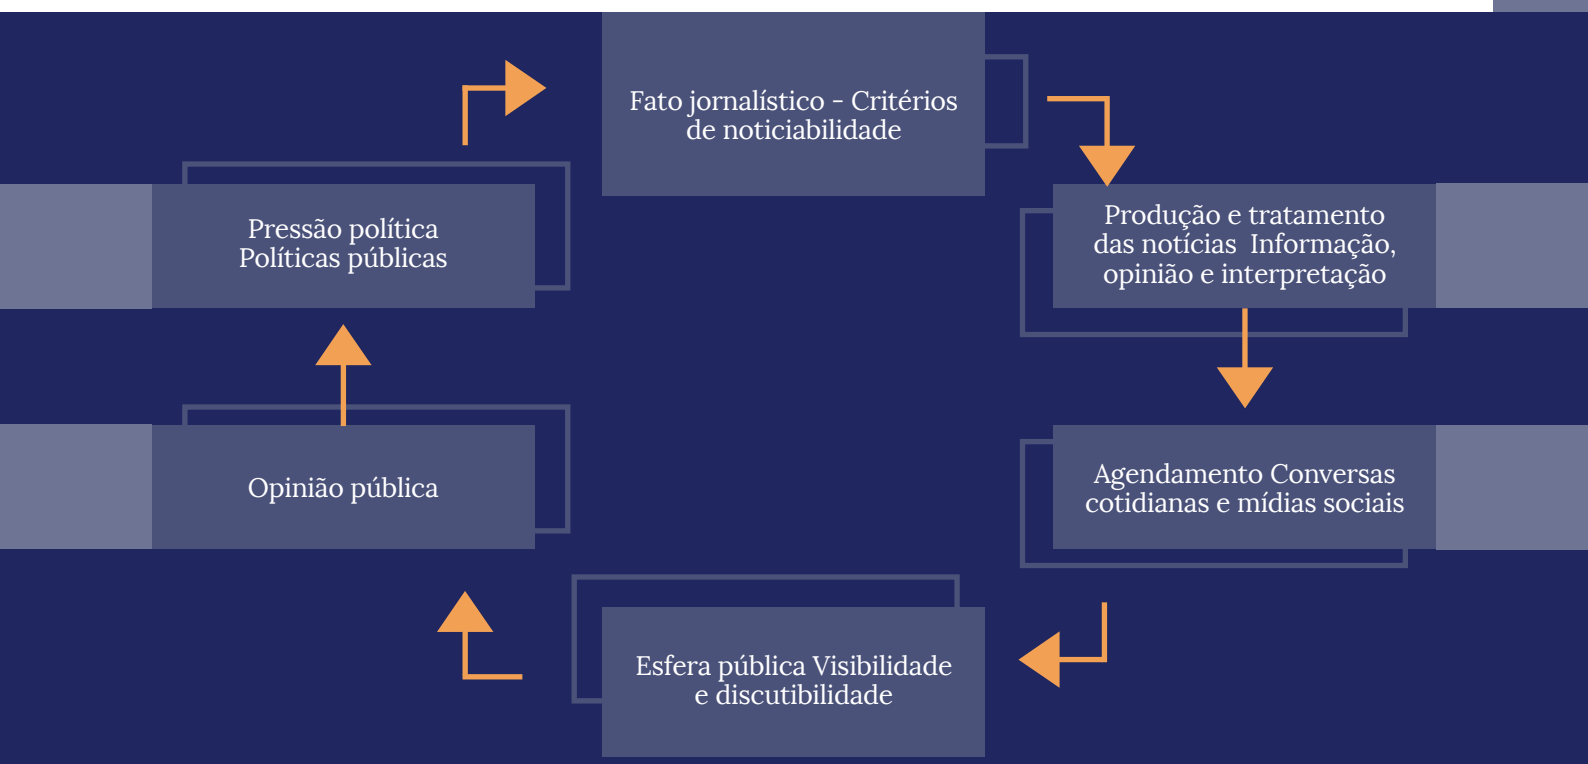 Fato jornalístico - Critérios
de noticiabilidade
Produção e tratamento
das notícias  Informação,
opinião e interpretação
Agendamento Conversas
cotidianas e mídias sociais
Esfera pública Visibilidade
e discutibilidade
Opinião pública
Pressão política
Políticas públicas